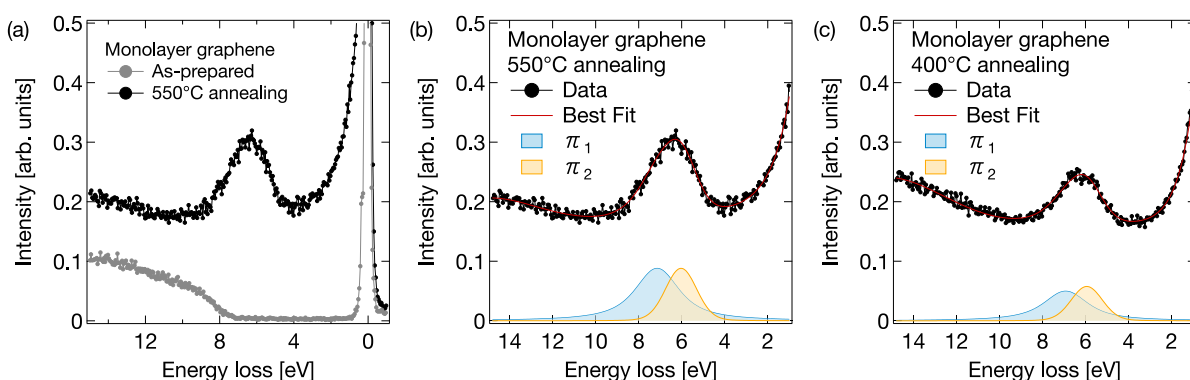 (a)
Monolayer graphene
As-prepared
550°C annealing
Intensity [arb. units]
0.5
0.4
0.3
0.2
0.1
0
12
8
4
0
Energy loss [eV]
(b)
Monolayer graphene
550°C annealing
Data
Best Fit
π1
π2
Intensity [arb. units]
0.5
0.4
0.3
0.2
0.1
0
14
12
10
8
6
4
2
Energy loss [eV]
(c)
Monolayer graphene
400°C annealing
Data
Best Fit
π1
π2
Intensity [arb. units]
0.5
0.4
0.3
0.2
0.1
0
14
12
10
8
6
4
2
Energy loss [eV]